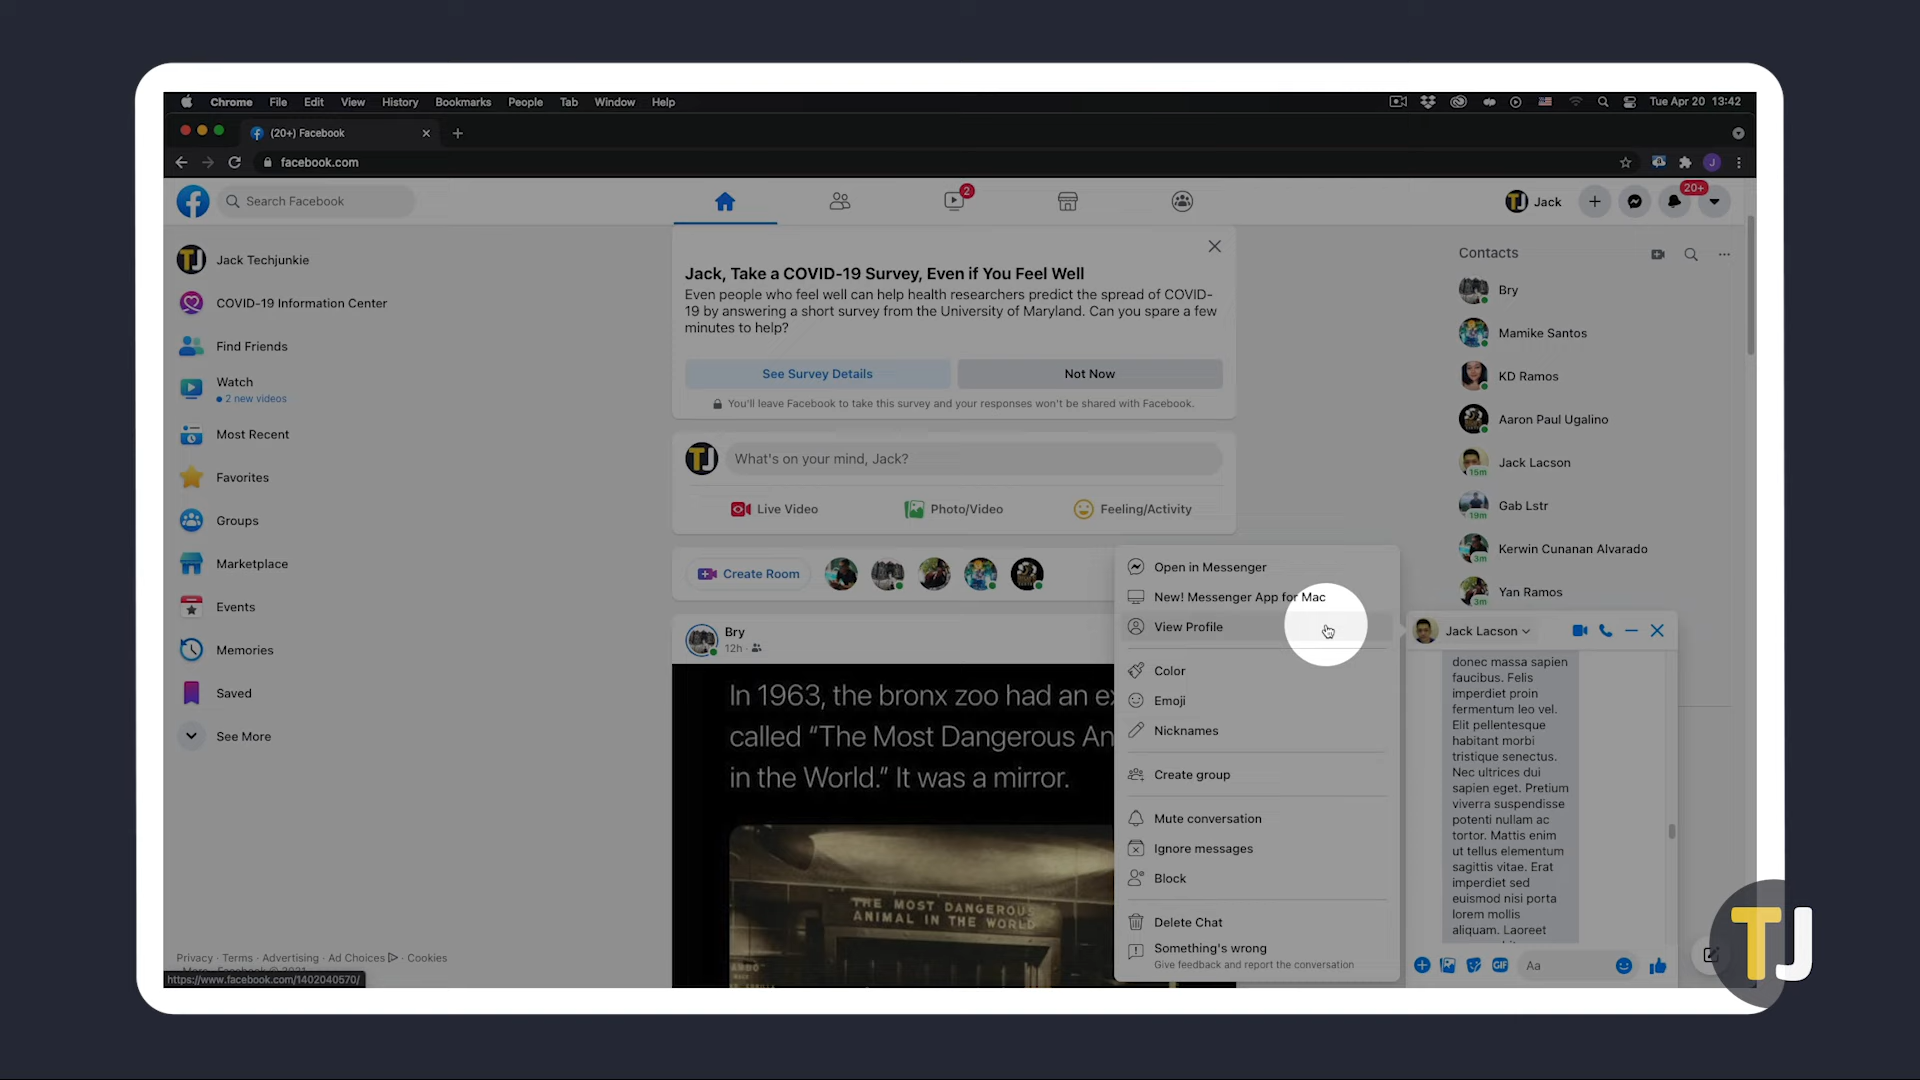 Chrome File Edit View History Bookmarks People Tab Window Help
Tue Apr 20 13:42
(20+) Facebook
facebook.com
J
Search Facebook
2
Jack
20+
TJ Jack Techjunkie
COVID-19 Information Center
Find Friends
Watch
2 new videos
Most Recent
Favorites
Groups
Marketplace
Events
Memories
Saved
See More
Privacy · Terms · Advertising · Ad Choices · Cookies
https://www.facebook.com/1402040570/
Jack, Take a COVID-19 Survey, Even if You Feel Well
Even people who feel well can help health researchers predict the spread of COVID-
19 by answering a short survey from the University of Maryland. Can you spare a few
minutes to help?
See Survey Details
Not Now
You'll leave Facebook to take this survey and your responses won't be shared with Facebook.
TJ What's on your mind, Jack?
Live Video
Photo/Video
Feeling/Activity
Create Room
Bry
12h ·
In 1963, the bronx zoo had an ex
called “The Most Dangerous An
in the World.” It was a mirror.
THE MOST DANGEROUS
ANIMAL IN THE WORLD
Open in Messenger
New! Messenger App for Mac
View Profile
Color
Emoji
Nicknames
Create group
Mute conversation
Ignore messages
Block
Delete Chat
Something's wrong
Give feedback and report the conversation
Contacts
Bry
Mamike Santos
KD Ramos
Aaron Paul Ugalino
Jack Lacson
15m
Gab Lstr
19m
Kerwin Cunanan Alvarado
3m
Yan Ramos
3m
Jack Lacson
donec massa sapien
faucibus. Felis
imperdiet proin
fermentum leo vel.
Elit pellentesque
habitant morbi
tristique senectus.
Nec ultrices dui
sapien eget. Pretium
viverra suspendisse
potenti nullam ac
tortor. Mattis enim
ut tellus elementum
sagittis vitae. Erat
imperdiet sed
euismod nisi porta
lorem mollis
aliquam. Laoreet
GIF
Aa
TJ